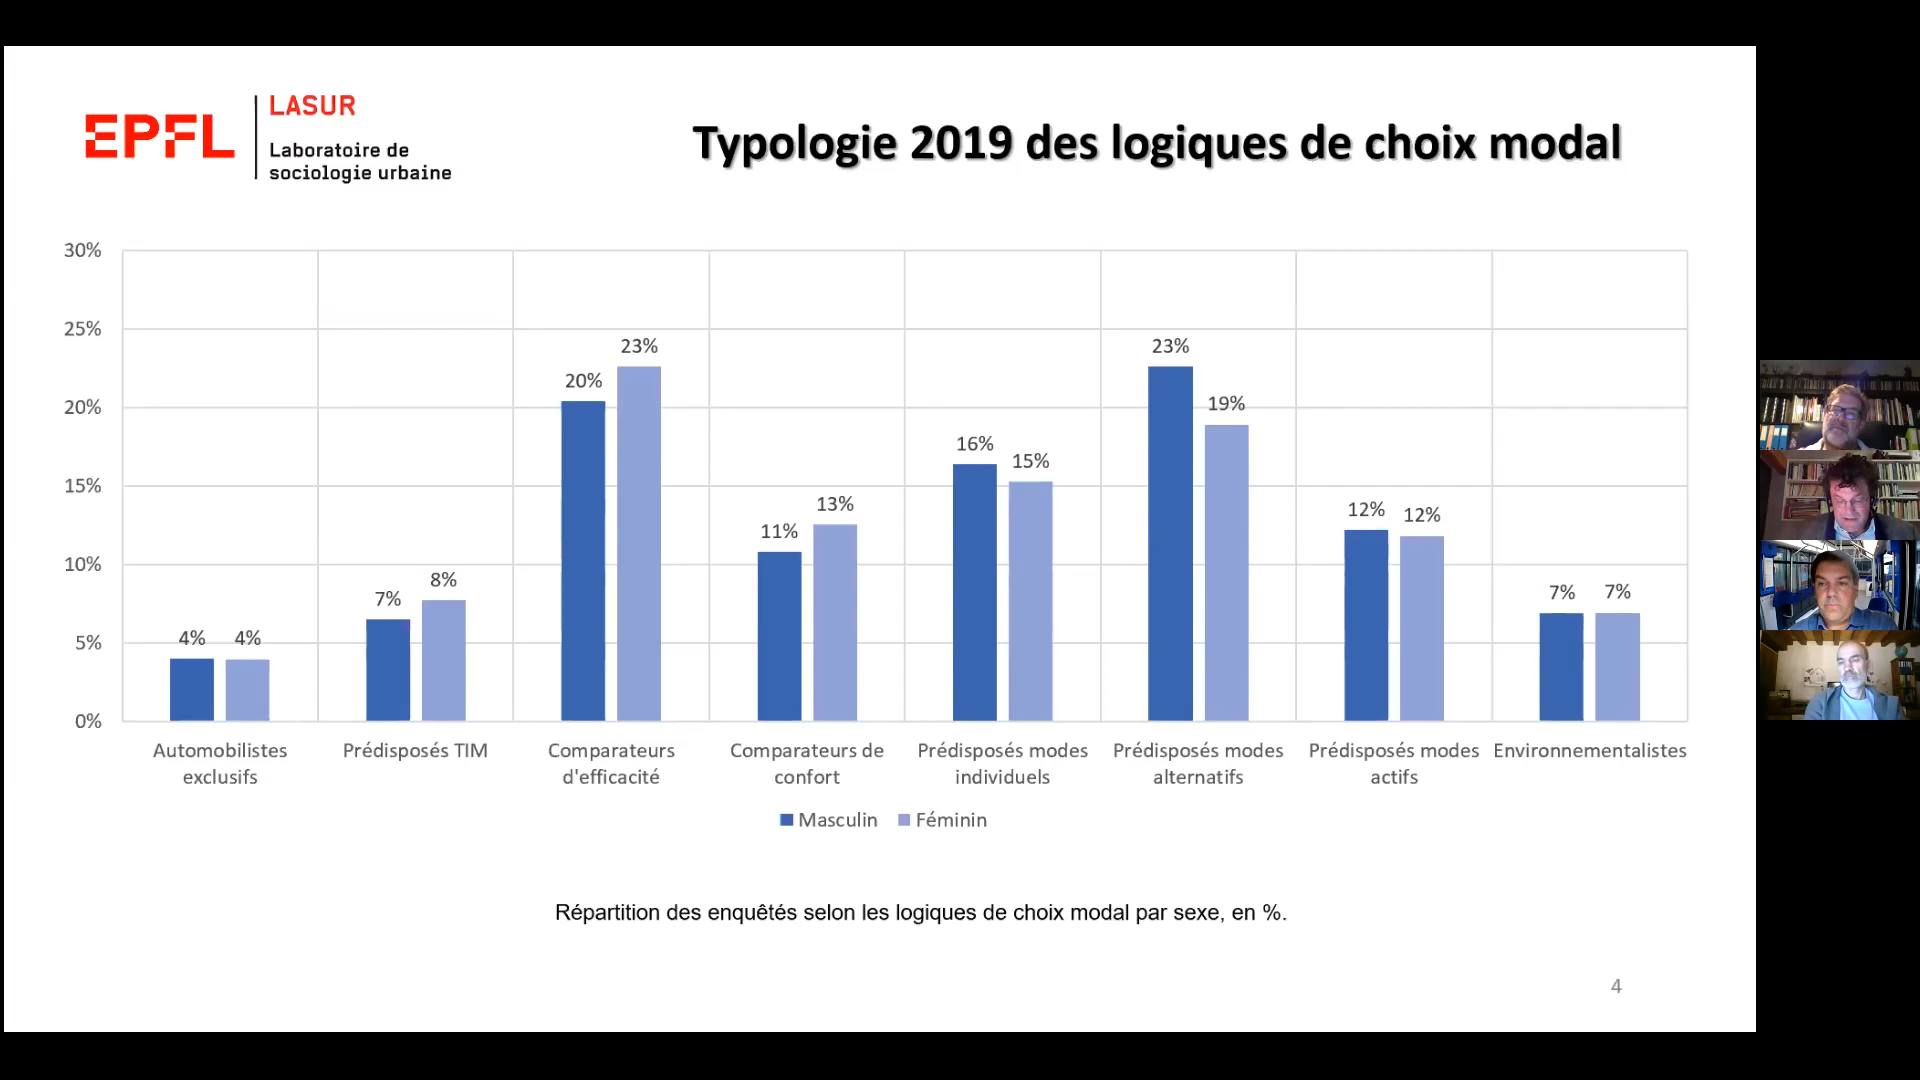 EPFL
LASUR
Laboratoire de
sociologie urbaine
Typologie 2019 des logiques de choix modal
30%
25%
20%
15%
10%
5%
0%
4% 4%
7% 8%
20% 23%
11% 13%
16% 15%
23% 19%
12% 12%
7% 7%
Automobilistes
exclusifs
Prédisposés TIM
Comparateurs
d'efficacité
Comparateurs de
confort
Prédisposés modes
individuels
Prédisposés modes
alternatifs
Prédisposés modes
actifs
Environnementalistes
Masculin Féminin
Répartition des enquêtés selon les logiques de choix modal par sexe, en %.
4